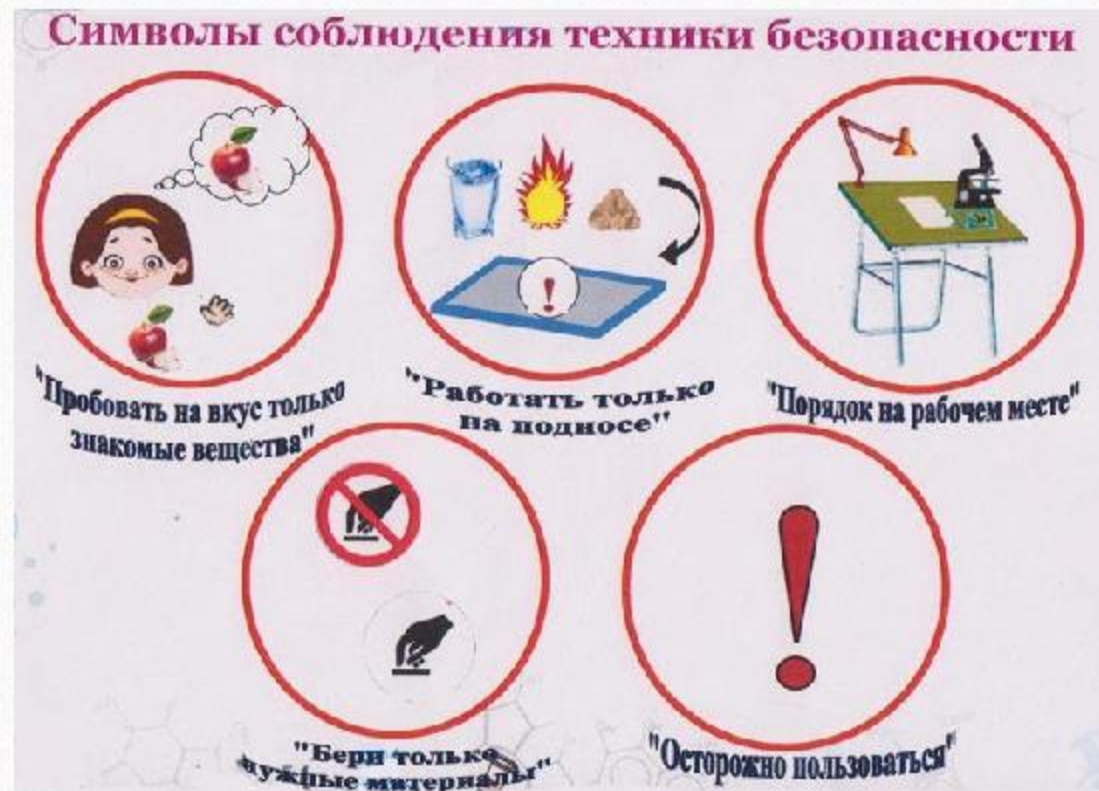 Символы соблюдения техники безопасности
"Пробовать на вкус только
знакомые вещества"
"Работать только
на подносе"
"Порядок на рабочем месте"
"Бери только
нужные материалы"
"Осторожно пользоваться"